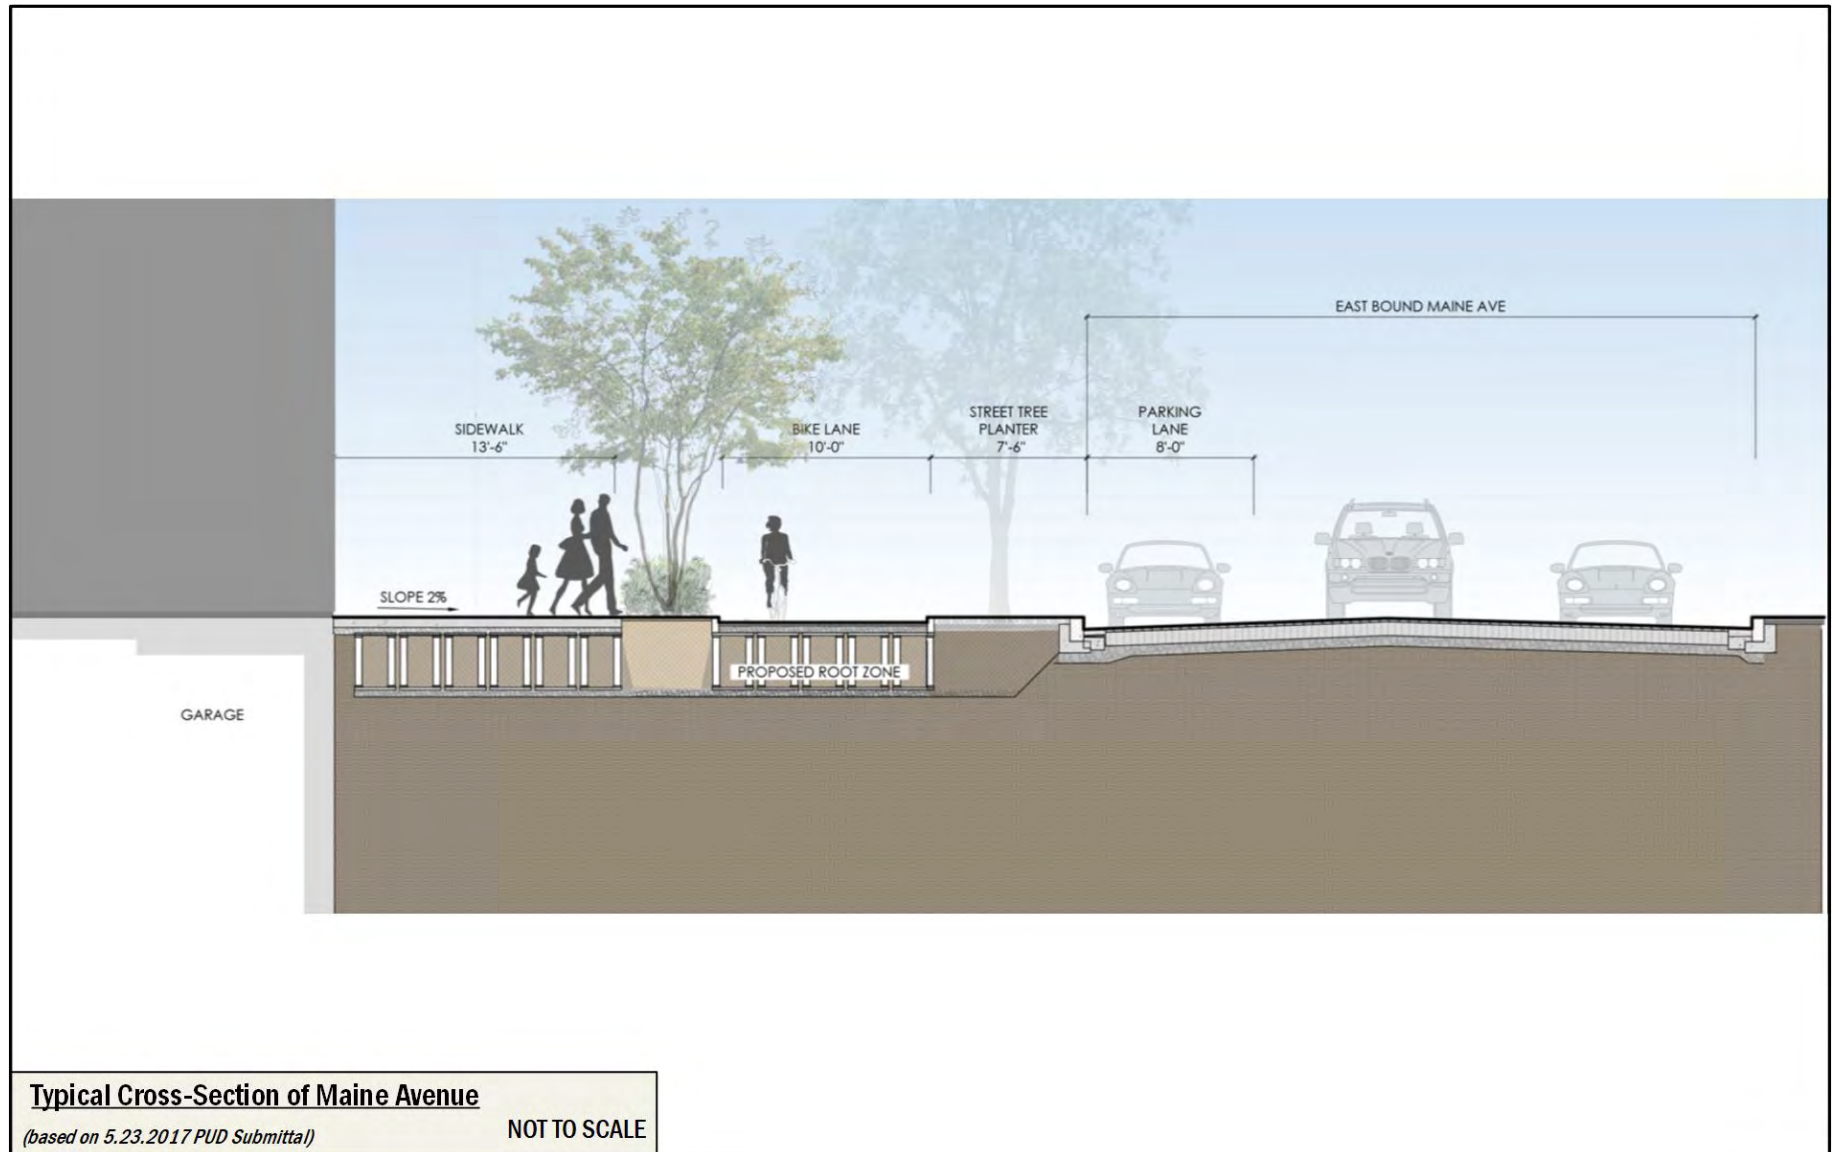 EAST BOUND MAINE AVE
SIDEWALK
13'-6"
BIKE LANE
10'-0"
STREET TREE
PLANTER
7'-6"
PARKING
LANE
8'-0"
SLOPE 2%
PROPOSED ROOT ZONE
GARAGE
Typical Cross-Section of Maine Avenue
(based on 5.23.2017 PUD Submittal)
NOT TO SCALE